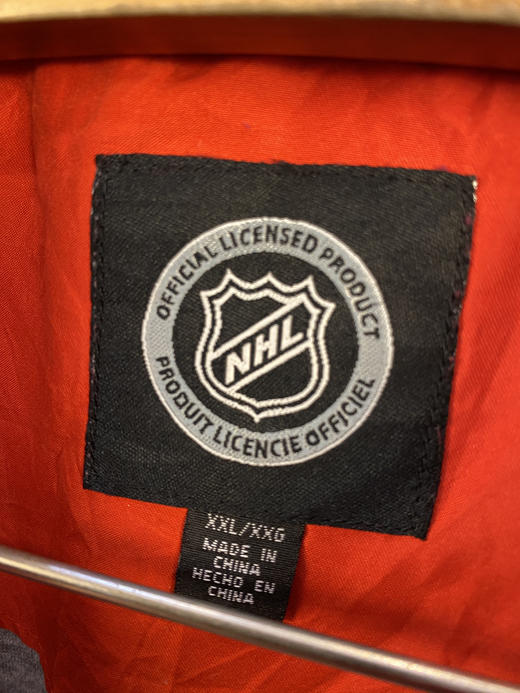 OFFICIAL LICENSED PRODUCT
NHL
PRODUIT LICENCIE OFFICIEL
XXL/XXG
MADE IN
CHINA
HECHO EN
CHINA